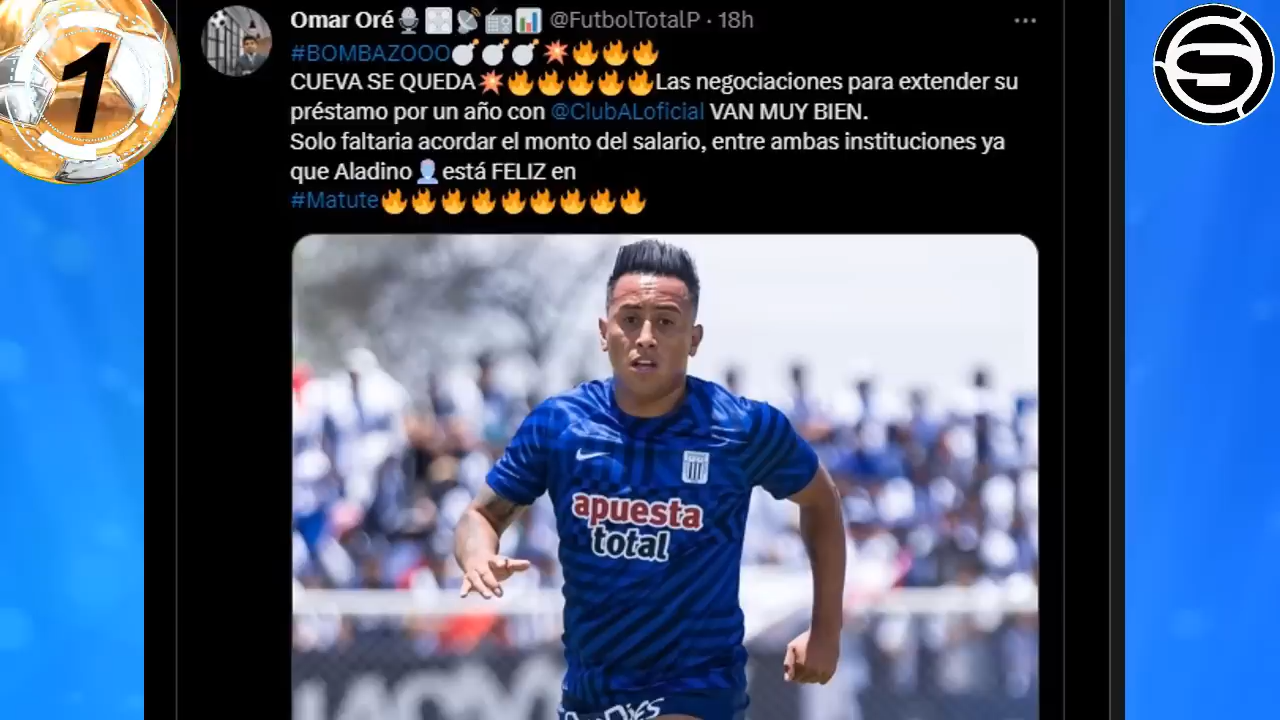 1
Omar Oré🎙️🎛️📡📻📊 @FutbolTotalP · 18h
#BOMBAZOOO💣💣💣💥🔥🔥🔥
CUEVA SE QUEDA💥🔥🔥🔥🔥🔥Las negociaciones para extender su
préstamo por un año con @ClubALoficial VAN MUY BIEN.
Solo faltaria acordar el monto del salario, entre ambas instituciones ya
que Aladino👤está FELIZ en
#Matute🔥🔥🔥🔥🔥🔥🔥🔥🔥
apuesta
total